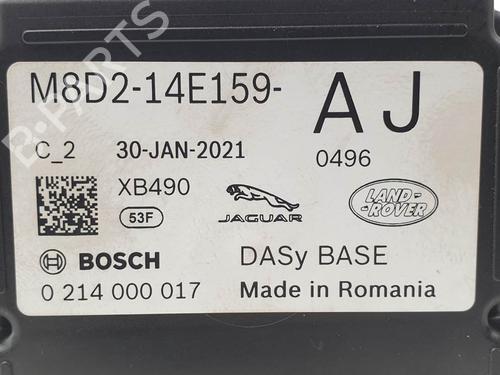 M8D2-14E159- AJ
C_2 30-JAN-2021 0496
XB490
53F
JAGUAR
LAND-ROVER
BOSCH DASy BASE
0 214 000 017 Made in Romania
B-PARTS